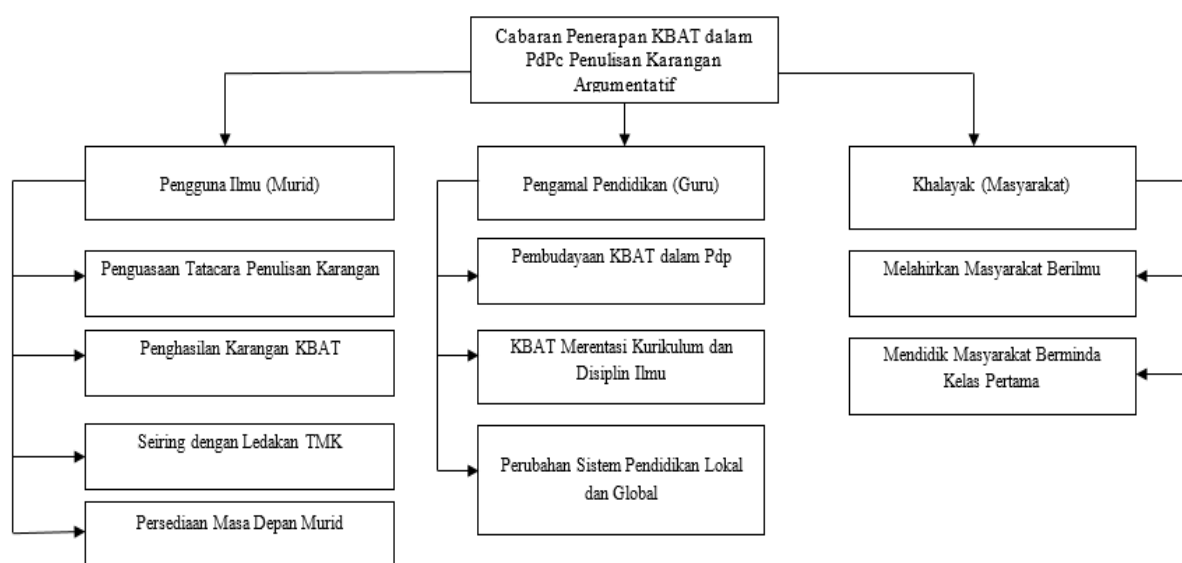 Cabaran Penerapan KBAT dalam
PdPc Penulisan Karangan
Argumentatif
Pengguna Ilmu (Murid)
Penguasaan Tatacara Penulisan Karangan
Penghasilan Karangan KBAT
Seiring dengan Ledakan TMK
Persediaan Masa Depan Murid
Pengamal Pendidikan (Guru)
Pembudayaan KBAT dalam Pdp
KBAT Merentasi Kurikulum dan
Disiplin Ilmu
Perubahan Sistem Pendidikan Lokal
dan Global
Khalayak (Masyarakat)
Melahirkan Masyarakat Berilmu
Mendidik Masyarakat Berminda
Kelas Pertama